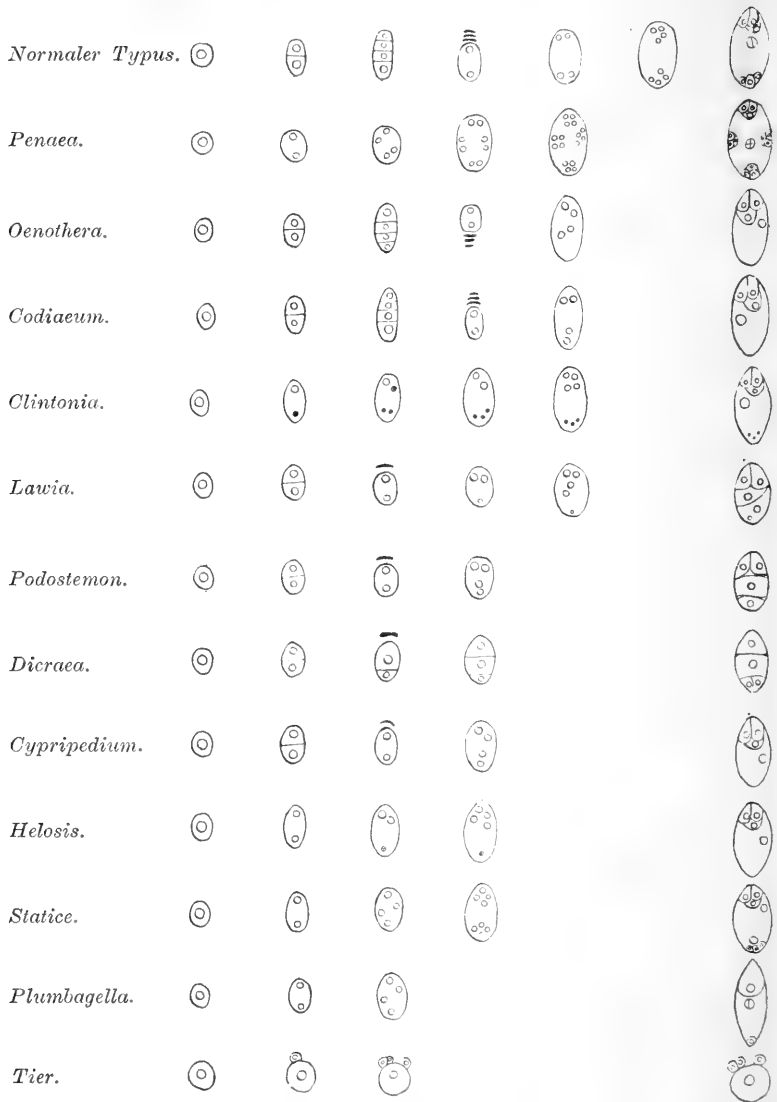 Normaler Typus.
Penaea.
Oenothera.
Codiaeum.
Clintonia.
Lawia.
Podostemon.
Dicraea.
Cypripedium.
Helosis.
Statice.
Plumbagella.
Tier.